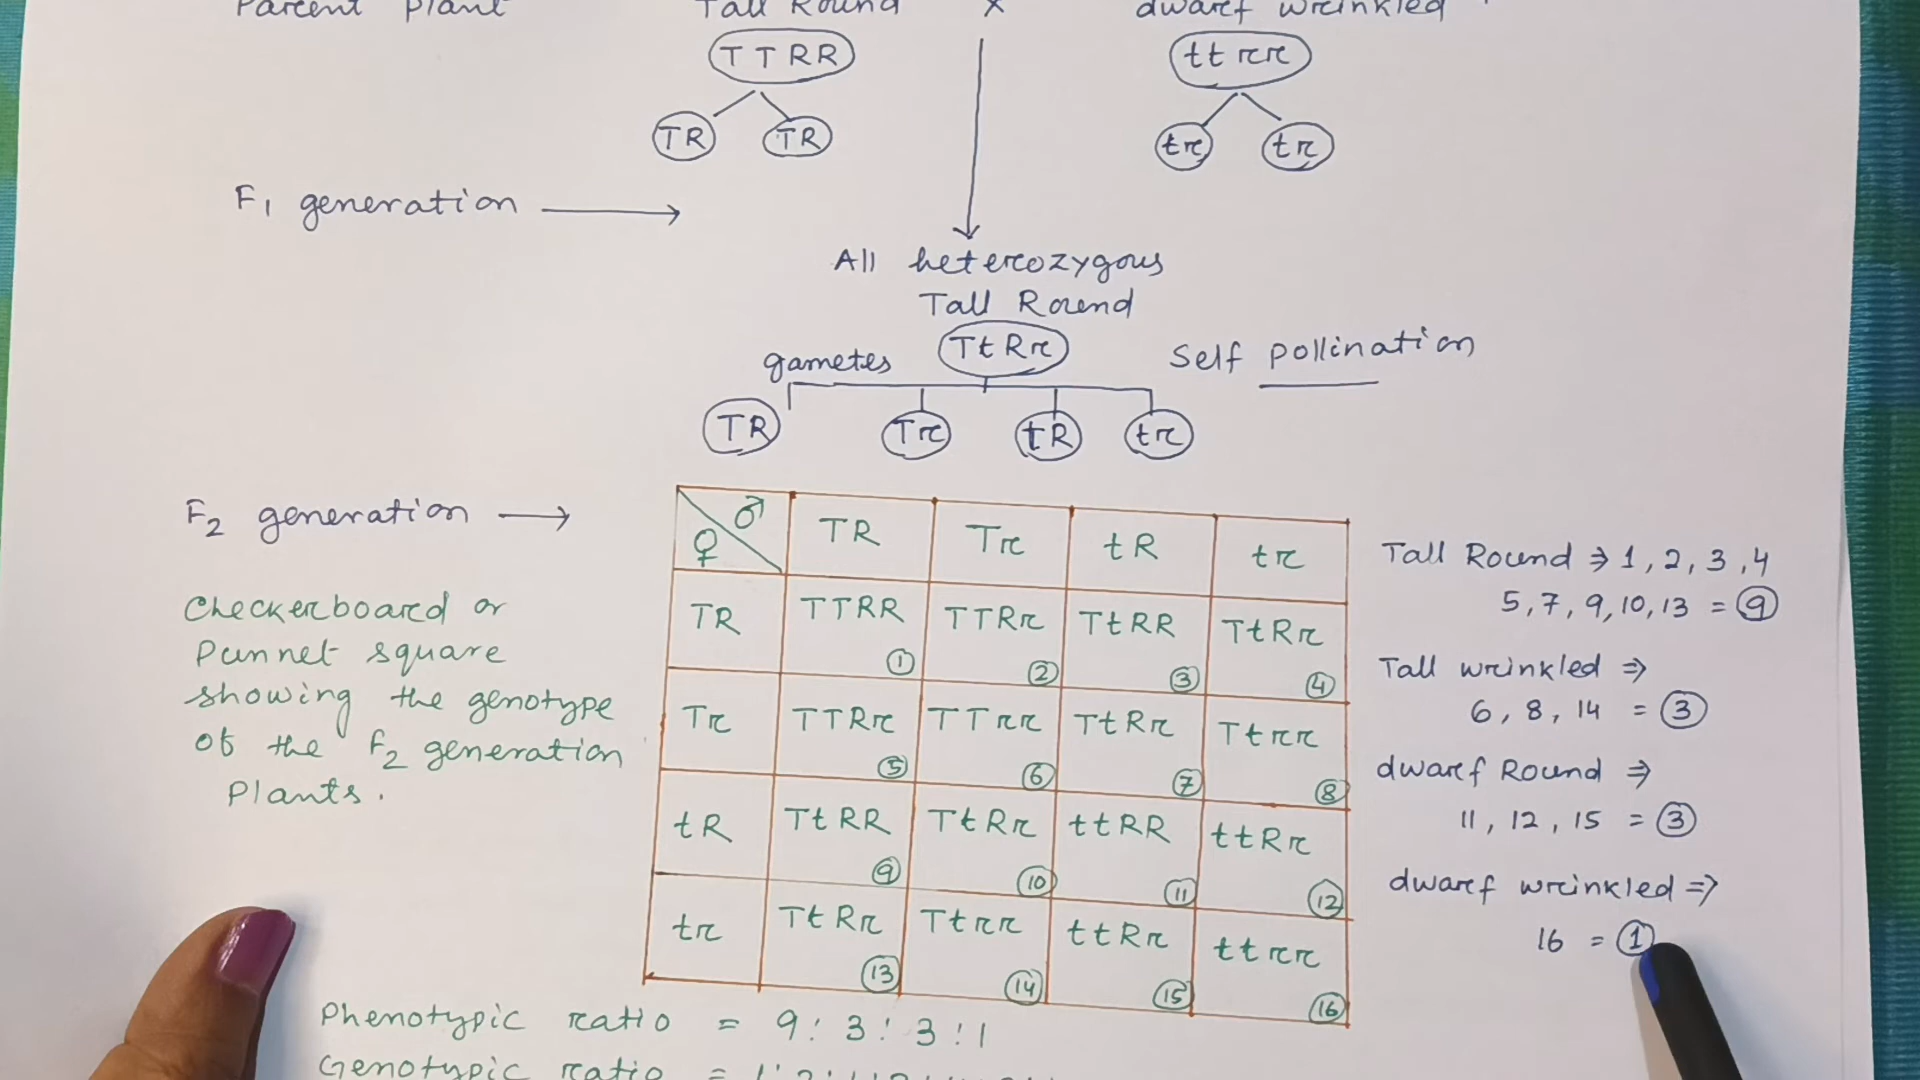 Parent plant Tall Round × dwarf wrinkled
TTRR ttrr
TR TR tr tr
F1 generation →
All heterozygous
Tall Round
gametes TtRr Self pollination
TR Tr tR tr
F2 generation →
♂ TR Tr tR tr
♀
TR TTRR TTRr TtRR TtRr
1 2 3 4
Tr TTRr TTrr TtRr Ttrr
5 6 7 8
tR TtRR TtRr ttRR ttRr
9 10 11 12
tr TtRr Ttrr ttRr ttrr
13 14 15 16
Checkerboard or
Punnet square
showing the genotype
of the F2 generation
Plants.
Tall Round ⇒ 1, 2, 3, 4
5, 7, 9, 10, 13 = 9
Tall wrinkled ⇒
6, 8, 14 = 3
dwarf Round ⇒
11, 12, 15 = 3
dwarf wrinkled ⇒
16 = 1
Phenotypic ratio = 9:3:3:1
Genotypic ratio =